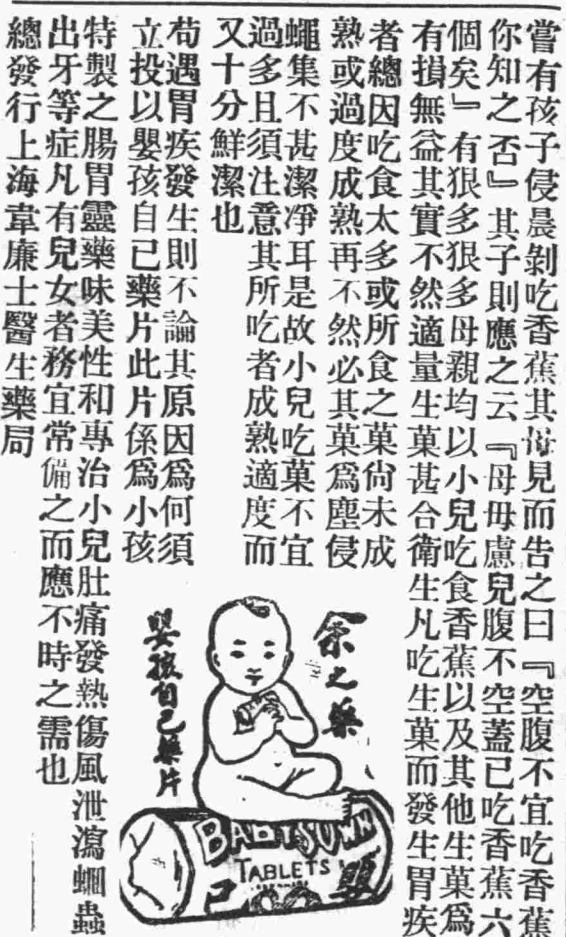 嘗有孩子侵晨剝吃香蕉其母見而告之曰『空腹不宜吃香蕉
你知之否』其子則應之云『母毋慮兒腹不空蓋已吃香蕉六
個矣』有狠多狠多母親均以小兒吃食香蕉以及其他生菓爲
有損無益其實不然適量生菓甚合衛生凡吃生菓而發生胃疾
者總因吃食太多或所食之菓尙未成
熟或過度成熟再不然必其菓爲塵侵
蠅集不甚潔凈耳是故小兒吃菓不宜
過多且須注意其所吃者成熟適度而
又十分鮮潔也
苟遇胃疾發生則不論其原因爲何須
立投以嬰孩自己藥片此片係爲小孩
特製之腸胃靈藥味美性和專治小兒肚痛發熱傷風泄瀉蛔蟲
出牙等症凡有兒女者務宜常備之而應不時之需也
總發行上海韋廉士醫生藥局
余之藥
嬰孩自己藥片
BABY'S OWN
TABLETS